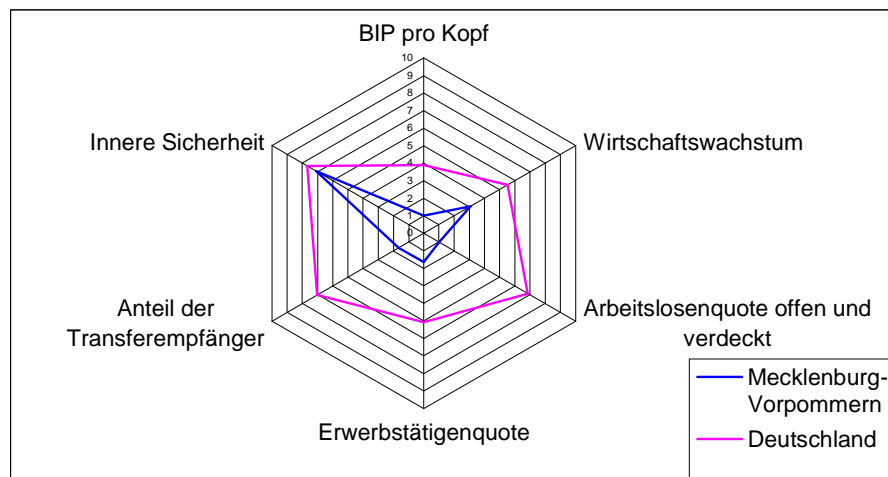 BIP pro Kopf
10
9
8
7
6
5
4
3
2
1
0
Innere Sicherheit
Wirtschaftswachstum
Anteil der
Transferempfänger
Arbeitslosenquote offen und
verdeckt
Erwerbstätigenquote
Mecklenburg-
Vorpommern
Deutschland